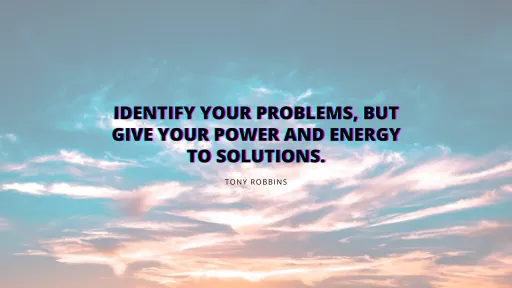 IDENTIFY YOUR PROBLEMS, BUT
GIVE YOUR POWER AND ENERGY
TO SOLUTIONS.
TONY ROBBINS